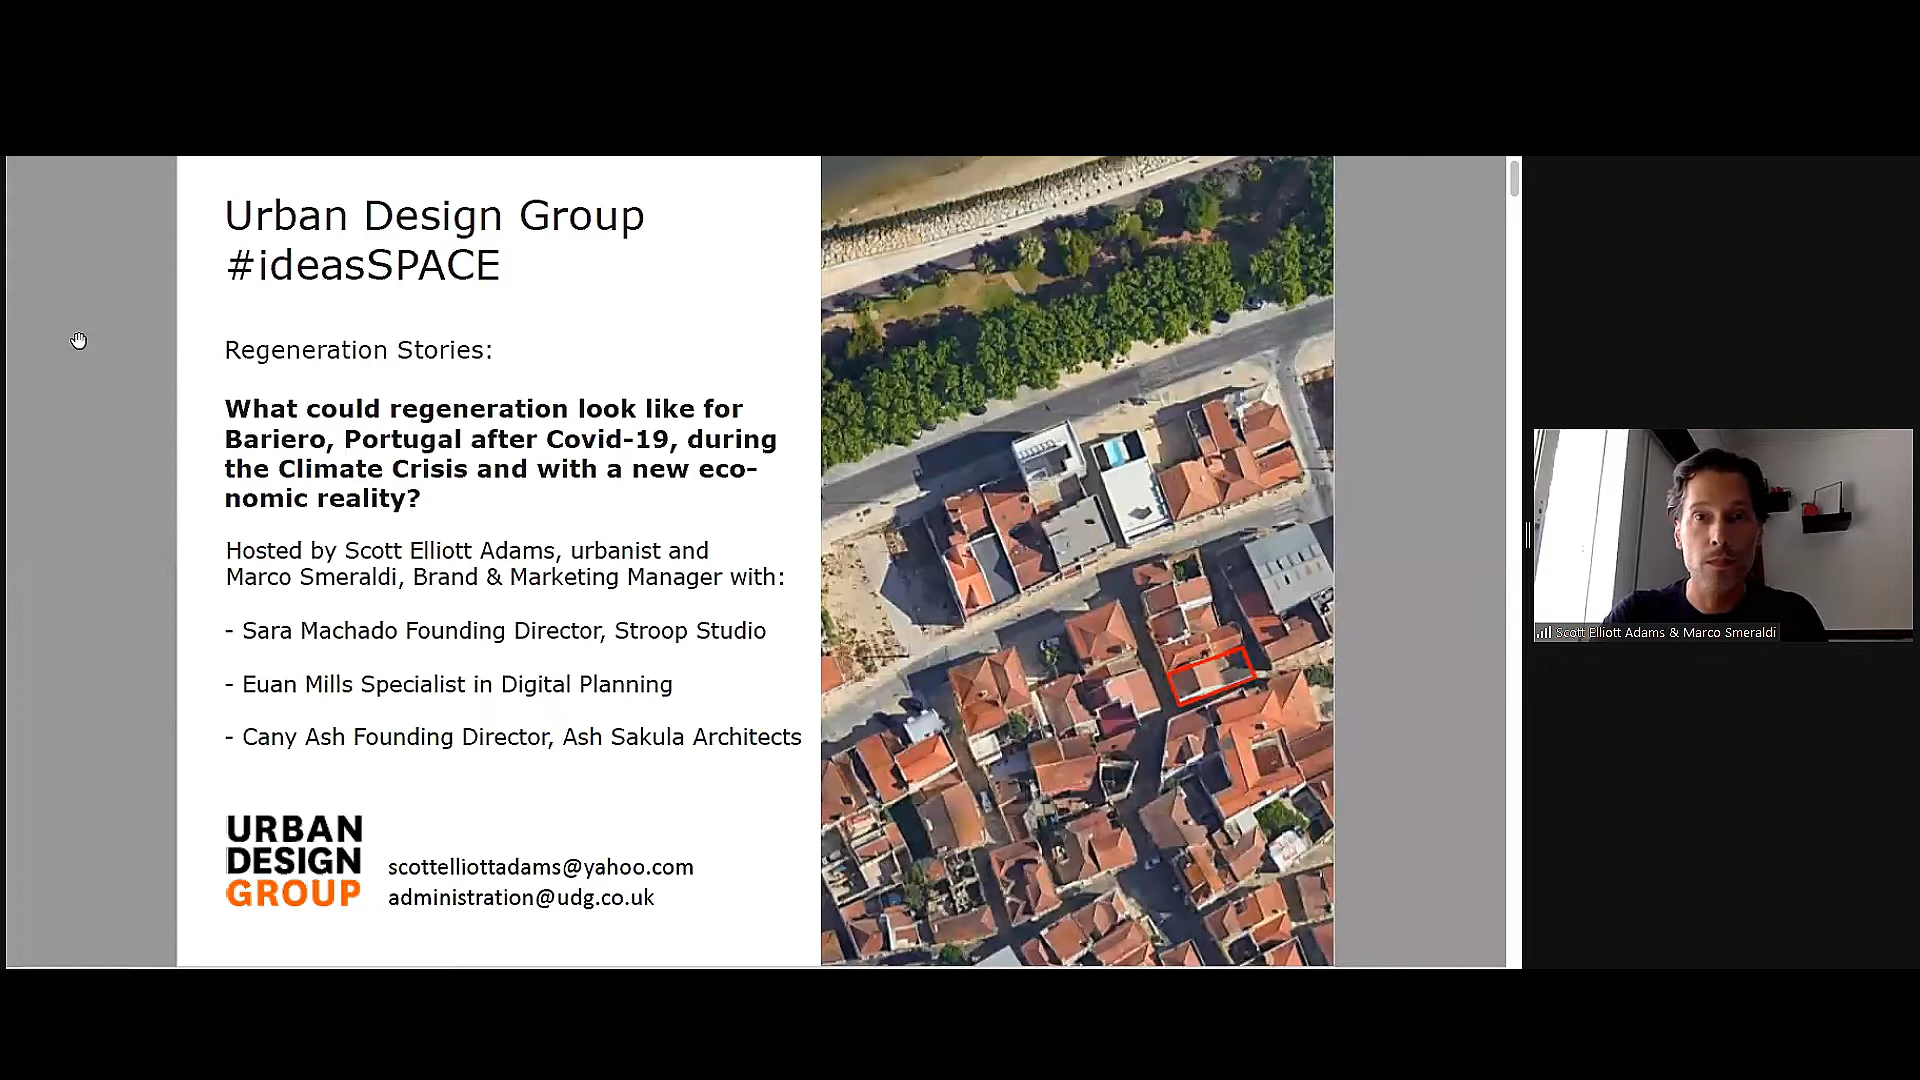 Urban Design Group
#ideasSPACE
Regeneration Stories:
What could regeneration look like for
Bariero, Portugal after Covid-19, during
the Climate Crisis and with a new eco-
nomic reality?
Hosted by Scott Elliott Adams, urbanist and
Marco Smeraldi, Brand & Marketing Manager with:
- Sara Machado Founding Director, Stroop Studio
- Euan Mills Specialist in Digital Planning
- Cany Ash Founding Director, Ash Sakula Architects
URBAN
DESIGN
GROUP
scottelliottadams@yahoo.com
administration@udg.co.uk
Scott Elliott Adams & Marco Smeraldi